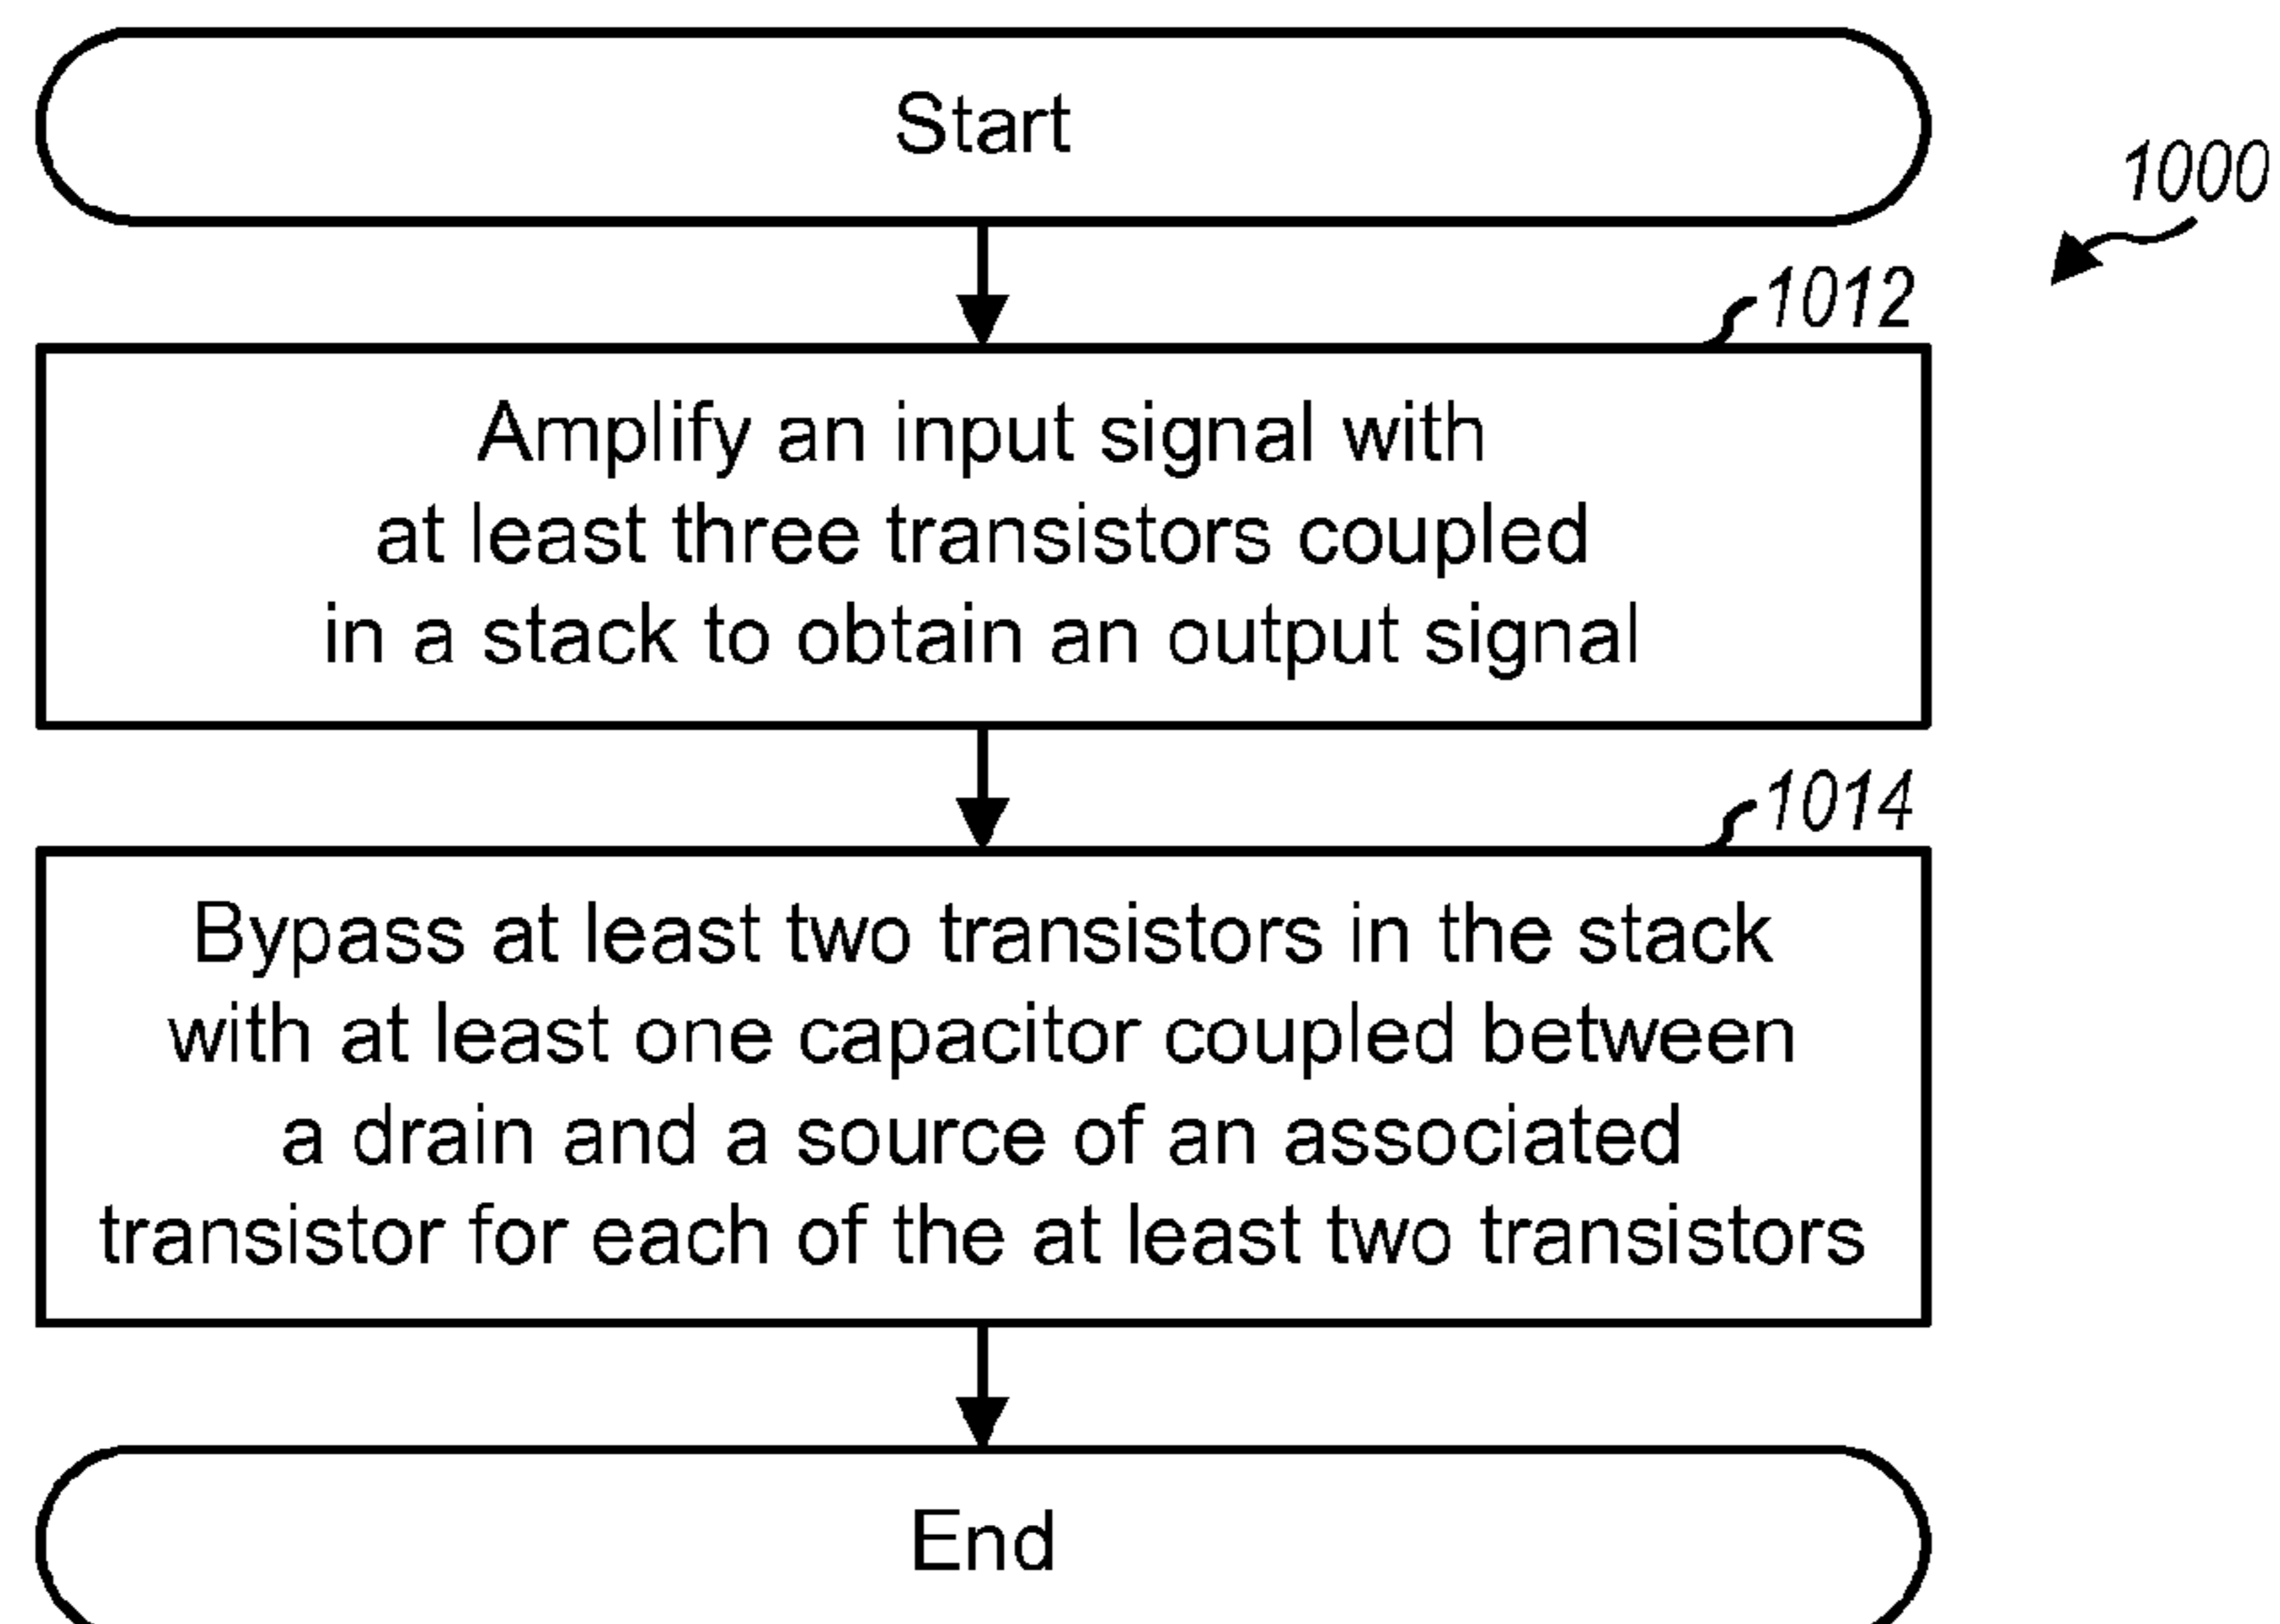 Start
1000
1012
Amplify an input signal with
at least three transistors coupled
in a stack to obtain an output signal
1014
Bypass at least two transistors in the stack
with at least one capacitor coupled between
a drain and a source of an associated
transistor for each of the at least two transistors
End